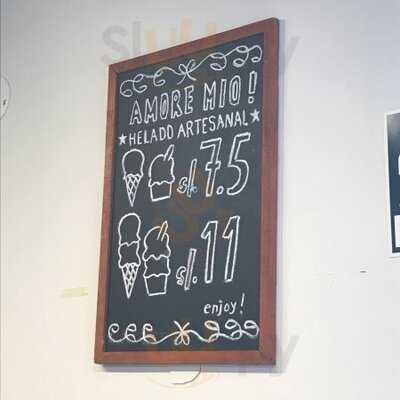 AMORE MIO!
★HELADO ARTESANAL★
s/. 7.5
s/. 11
enjoy!